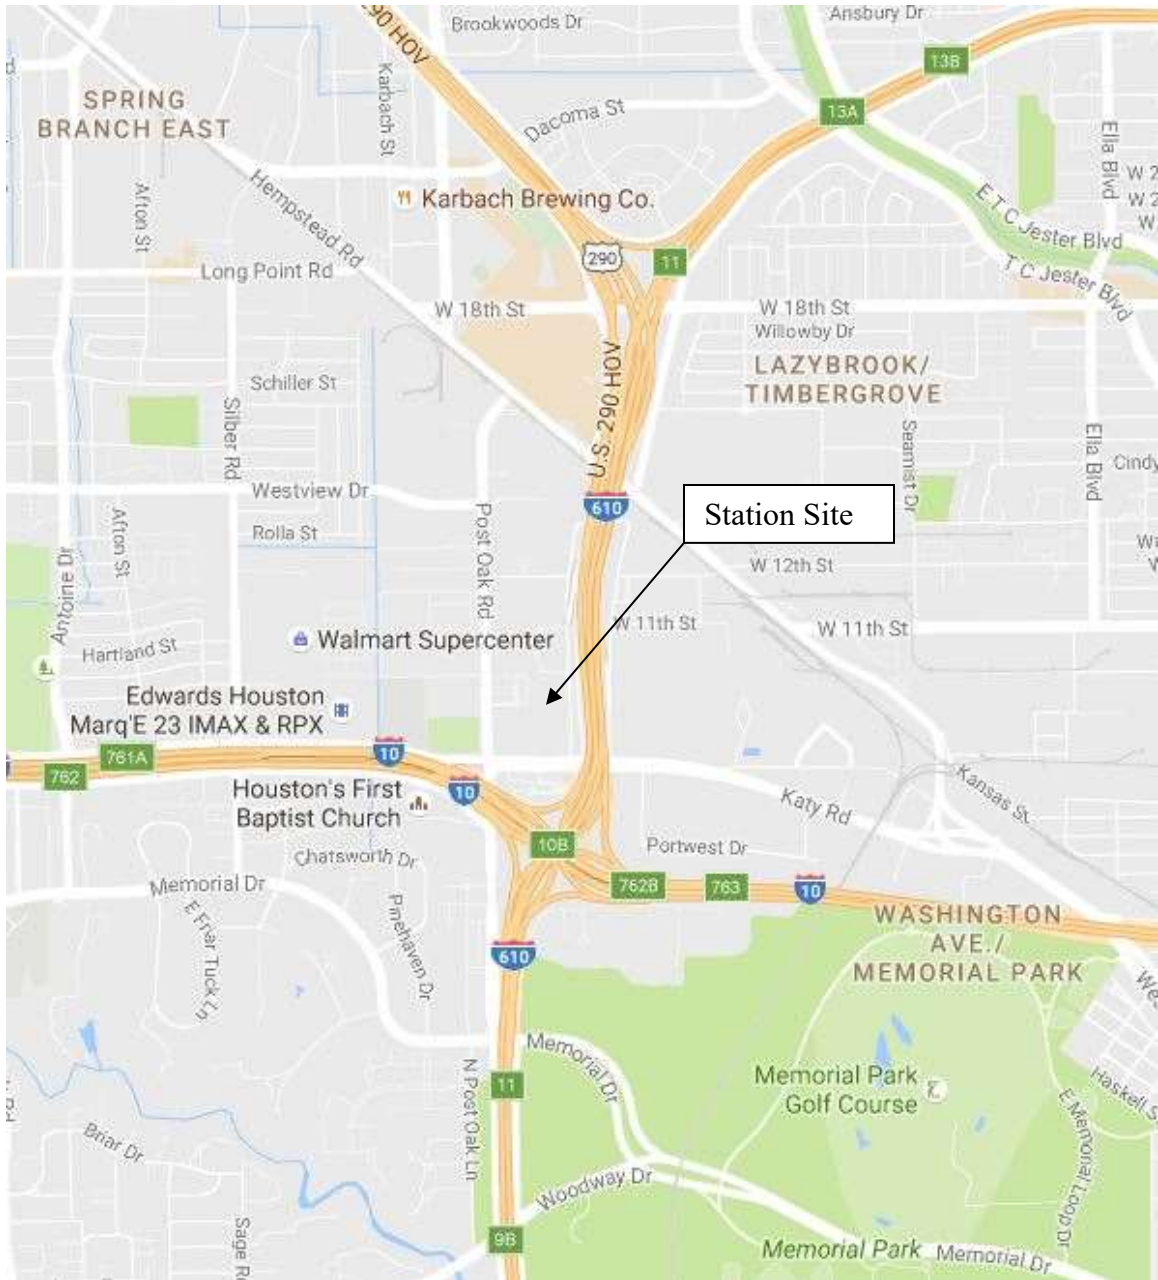 90 HOV
Brookwoods Dr
Ansbury Dr
13B
SPRING
BRANCH EAST
Karbach St
Dacoma St
13A
Ella Blvd
W 2
W 2
W
Hempstead Rd
Afton St
Karbach Brewing Co.
E T C Jester Blvd
Long Point Rd
290
11
T C Jester Blvd
W 18th St
W 18th St
Willowby Dr
U.S. 290 HOV
LAZYBROOK/
TIMBERGROVE
Schiller St
Silber Rd
Seamist Dr
Ella Blvd
Cindy
Westview Dr
610
Station Site
Post Oak Rd
Afton St
Rolla St
Antoine Dr
W 12th St
W 11th St
W 11th St
Walmart Supercenter
Hartland St
Edwards Houston
Marq'E 23 IMAX & RPX
761A
10
762
10
Houston's First
Baptist Church
Katy Rd
Kansas St
10B
Portwest Dr
Chatsworth Dr
Memorial Dr
762B
763
10
E Friar Tuck Ln
Pinehaven Dr
WASHINGTON
AVE./
MEMORIAL PARK
610
We
Memorial Dr
N Post Oak Ln
11
Memorial Park
Golf Course
Haskell S
E Memorial Loop Dr
Briar Dr
Woodway Dr
Sage R
9B
Memorial Park
Memorial Dr